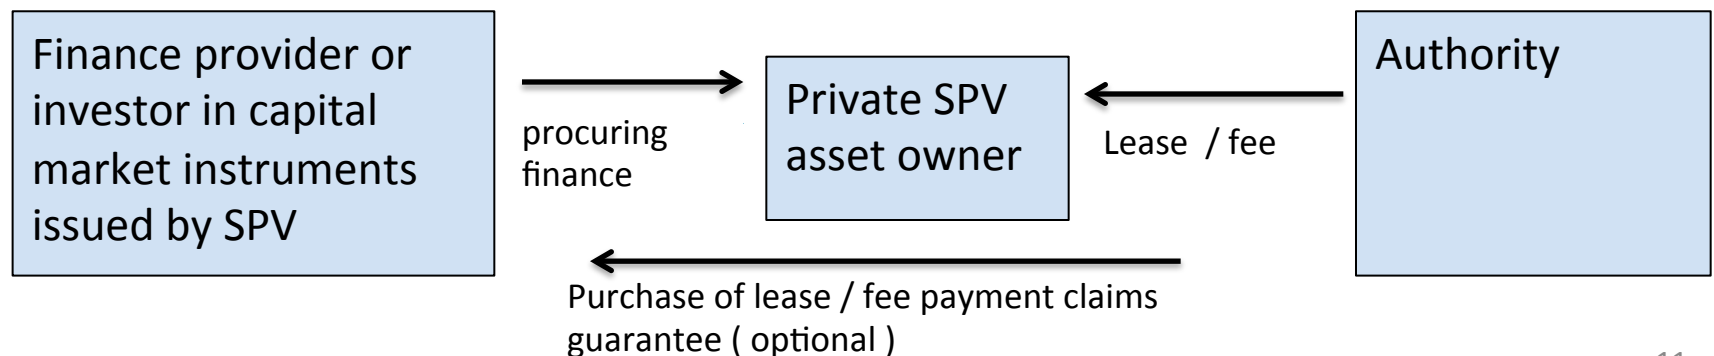 Finance provider or
investor in capital
market instruments
issued by SPV
procuring
finance
Private SPV
asset owner
Lease / fee
Authority
Purchase of lease / fee payment claims
guarantee ( optional )